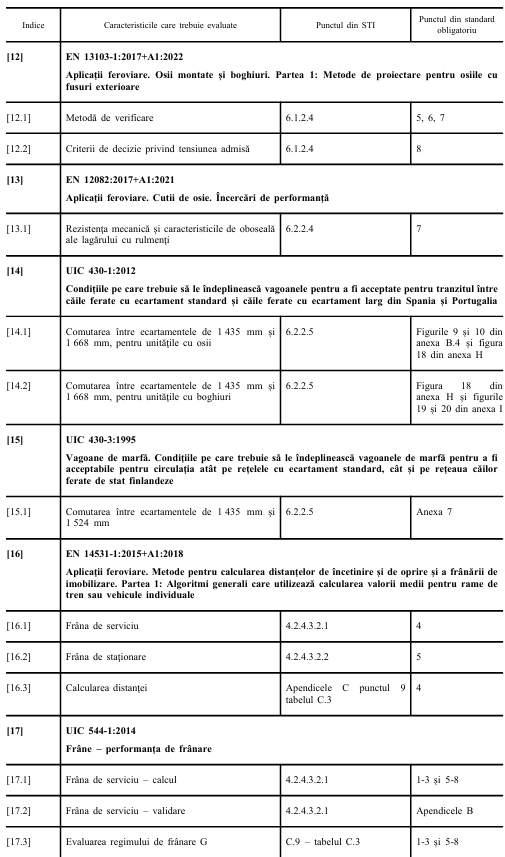 Indice Caracteristicile care trebuie evaluate Punctul din STI Punctul din standard
obligatoriu
[12] EN 13103-1:2017+A1:2022
Aplicații feroviare. Osii montate și boghiuri. Partea 1: Metode de proiectare pentru osiile cu
fusuri exterioare
[12.1] Metodă de verificare 6.1.2.4 5, 6, 7
[12.2] Criterii de decizie privind tensiunea admisă 6.1.2.4 8
[13] EN 12082:2017+A1:2021
Aplicații feroviare. Cutii de osie. Încercări de performanță
[13.1] Rezistența mecanică și caracteristicile de oboseală 6.2.2.4 7
ale lagărului cu rulmenți
[14] UIC 430-1:2012
Condițiile pe care trebuie să le îndeplinească vagoanele pentru a fi acceptate pentru tranzitul între
căile ferate cu ecartament standard și căile ferate cu ecartament larg din Spania și Portugalia
[14.1] Comutarea între ecartamentele de 1 435 mm și 6.2.2.5 Figurile 9 și 10 din
1 668 mm, pentru unitățile cu osii anexa B.4 și figura
18 din anexa H
[14.2] Comutarea între ecartamentele de 1 435 mm și 6.2.2.5 Figura 18 din
1 668 mm, pentru unitățile cu boghiuri anexa H și figurile
19 și 20 din anexa I
[15] UIC 430-3:1995
Vagoane de marfă. Condițiile pe care trebuie să le îndeplinească vagoanele de marfă pentru a fi
acceptabile pentru circulația atât pe rețelele cu ecartament standard, cât și pe rețeaua căilor
ferate de stat finlandeze
[15.1] Comutarea între ecartamentele de 1 435 mm și 6.2.2.5 Anexa 7
1 524 mm
[16] EN 14531-1:2015+A1:2018
Aplicații feroviare. Metode pentru calcularea distanțelor de încetinire și de oprire și a frânării de
imobilizare. Partea 1: Algoritmi generali care utilizează calcularea valorii medii pentru rame de
tren sau vehicule individuale
[16.1] Frâna de serviciu 4.2.4.3.2.1 4
[16.2] Frâna de staționare 4.2.4.3.2.2 5
[16.3] Calcularea distanței Apendicele C punctul 9 4
tabelul C.3
[17] UIC 544-1:2014
Frâne – performanța de frânare
[17.1] Frâna de serviciu – calcul 4.2.4.3.2.1 1-3 și 5-8
[17.2] Frâna de serviciu – validare 4.2.4.3.2.1 Apendicele B
[17.3] Evaluarea regimului de frânare G C.9 – tabelul C.3 1-3 și 5-8